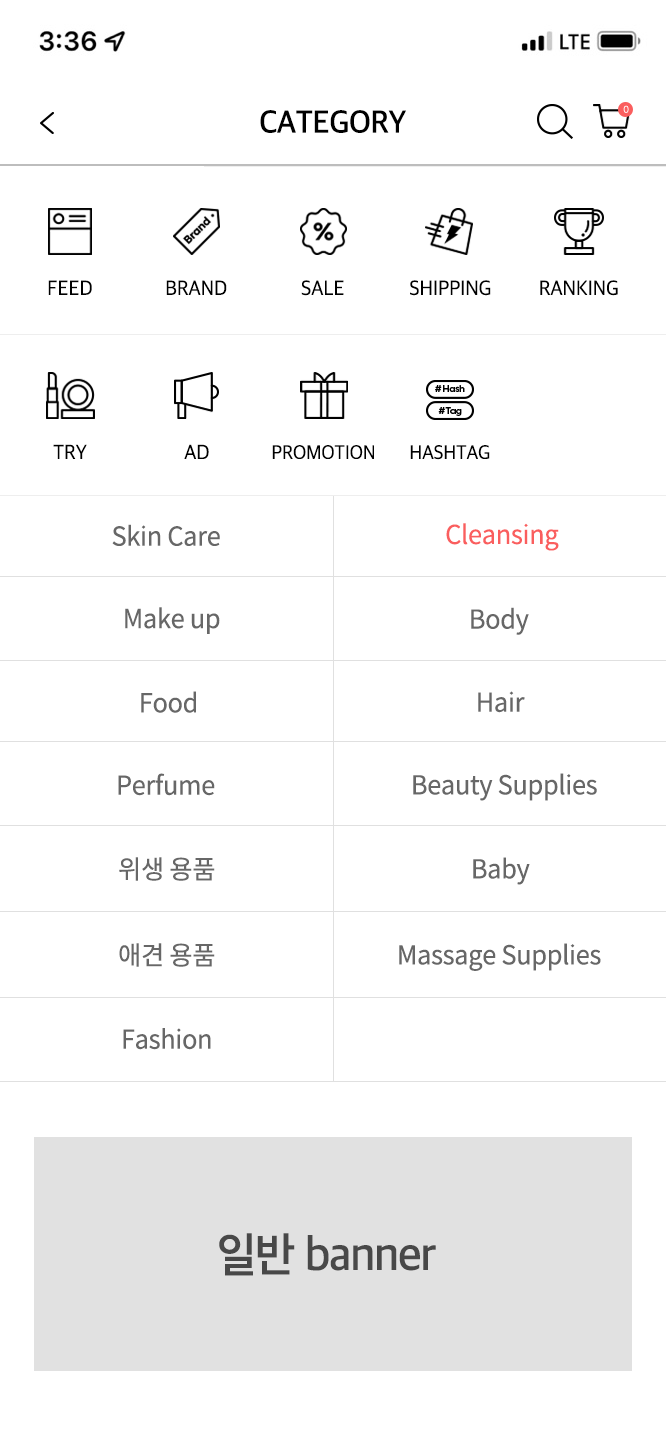 3:36 LTE
CATEGORY 0
Brand %
FEED BRAND SALE SHIPPING RANKING
#Hash
#Tag
TRY AD PROMOTION HASHTAG
Skin Care Cleansing
Make up Body
Food Hair
Perfume Beauty Supplies
위생 용품 Baby
애견 용품 Massage Supplies
Fashion
일반 banner